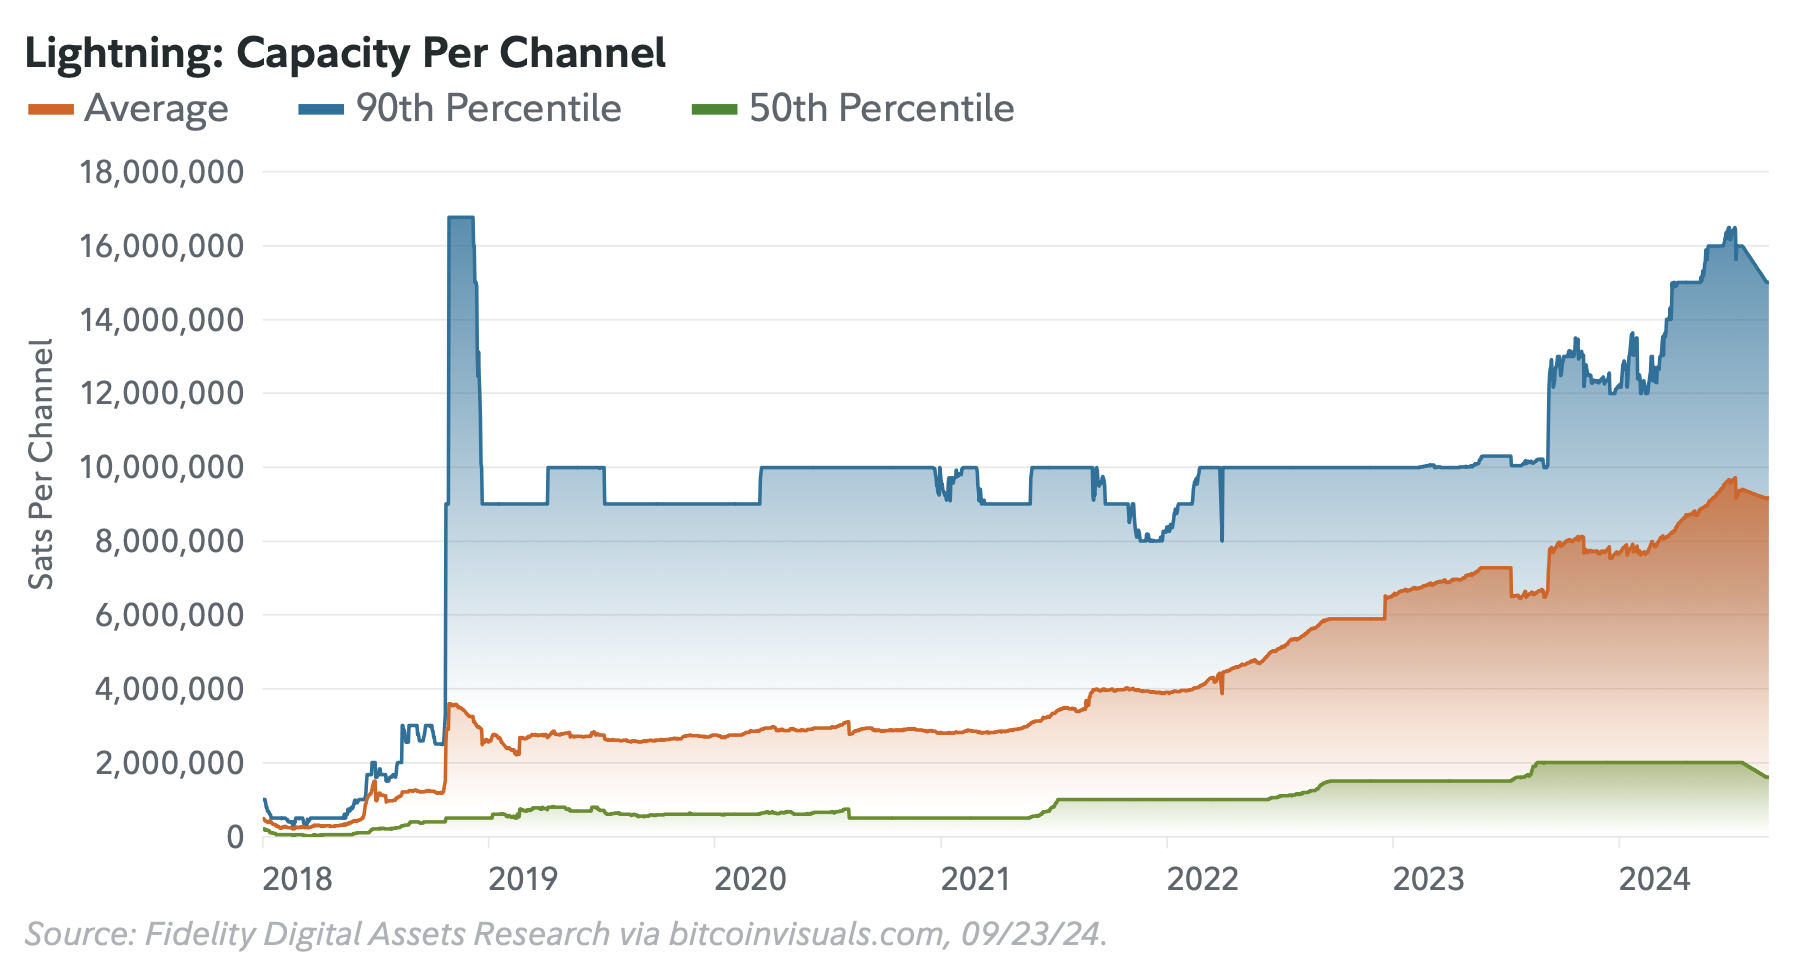 Lightning: Capacity Per Channel
Average 90th Percentile 50th Percentile
Sats Per Channel
18,000,000
16,000,000
14,000,000
12,000,000
10,000,000
8,000,000
6,000,000
4,000,000
2,000,000
0
2018 2019 2020 2021 2022 2023 2024
Source: Fidelity Digital Assets Research via bitcoinvisuals.com, 09/23/24.